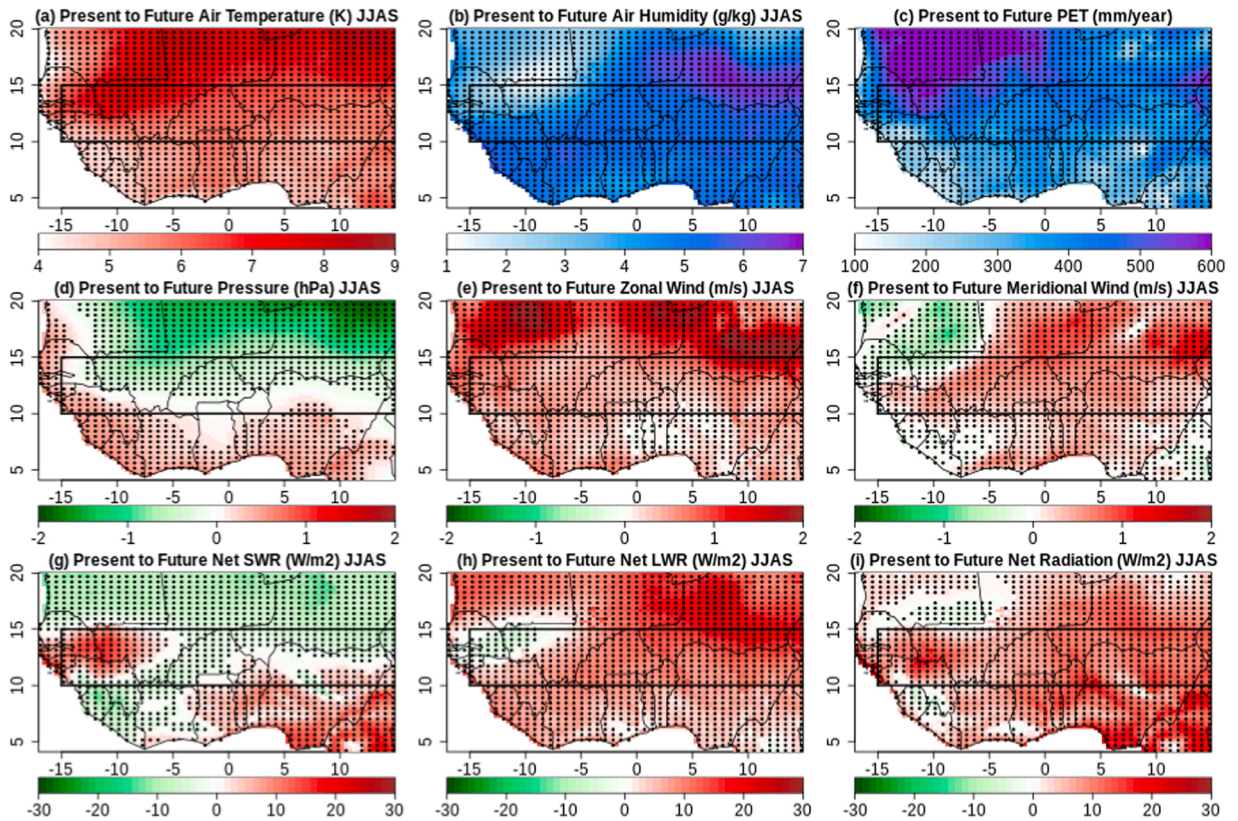 (a) Present to Future Air Temperature (K) JJAS
(b) Present to Future Air Humidity (g/kg) JJAS
(c) Present to Future PET (mm/year)
20 20 20
15 15 15
10 10 10
5 5 5
-15 -10 -5 0 5 10 -15 -10 -5 0 5 10 -15 -10 -5 0 5 10
4 5 6 7 8 9 1 2 3 4 5 6 7 100 200 300 400 500 600
(d) Present to Future Pressure (hPa) JJAS
(e) Present to Future Zonal Wind (m/s) JJAS
(f) Present to Future Meridional Wind (m/s) JJAS
20 20 20
15 15 15
10 10 10
5 5 5
-15 -10 -5 0 5 10 -15 -10 -5 0 5 10 -15 -10 -5 0 5 10
-2 -1 0 1 2 -2 -1 0 1 2 -2 -1 0 1 2
(g) Present to Future Net SWR (W/m2) JJAS
(h) Present to Future Net LWR (W/m2) JJAS
(i) Present to Future Net Radiation (W/m2) JJAS
20 20 20
15 15 15
10 10 10
5 5 5
-15 -10 -5 0 5 10 -15 -10 -5 0 5 10 -15 -10 -5 0 5 10
-30 -20 -10 0 10 20 30 -30 -20 -10 0 10 20 30 -30 -20 -10 0 10 20 30